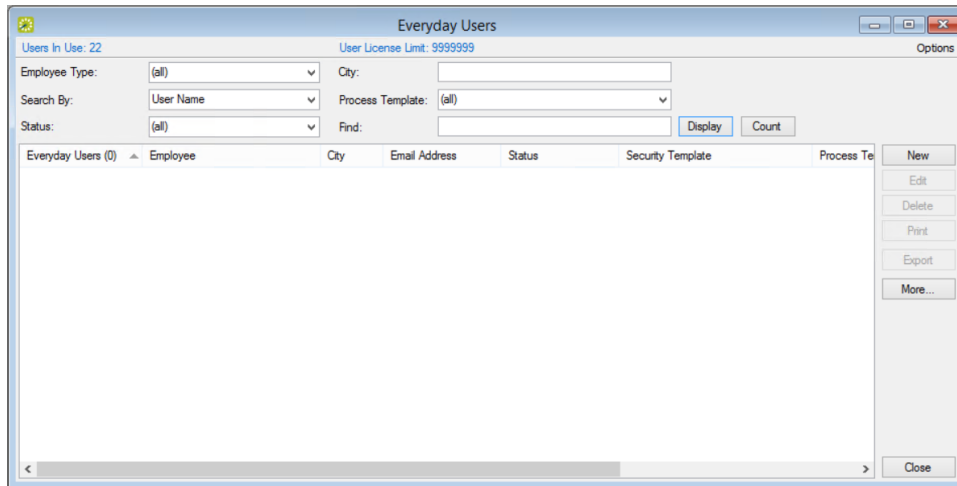 Everyday Users
Users In Use: 22 User License Limit: 9999999 Options
Employee Type: (all) City:
Search By: User Name Process Template: (all)
Status: (all) Find: Display Count
Everyday Users (0) Employee City Email Address Status Security Template Process Te New
Edit
Delete
Print
Export
More...
Close